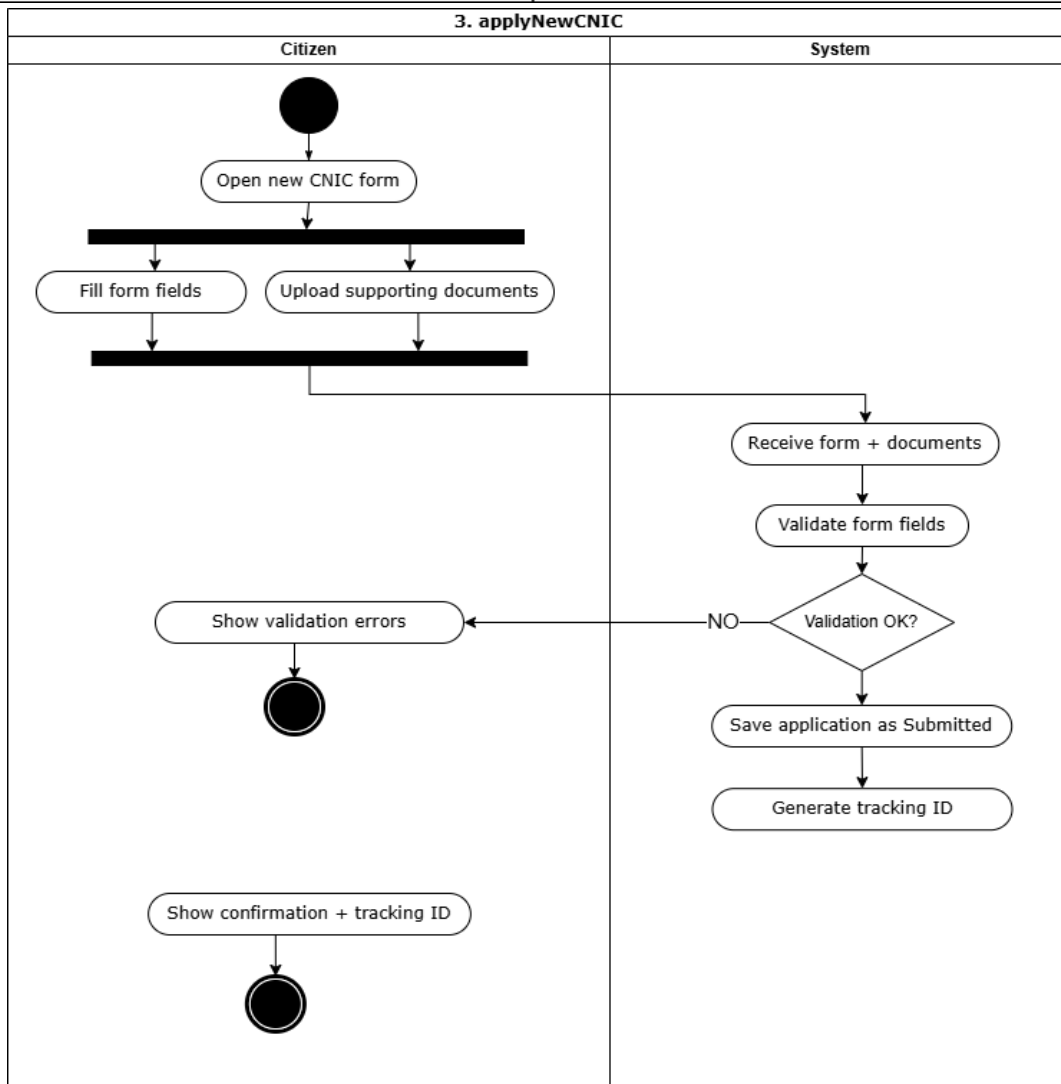 3. applyNewCNIC
Citizen
System
Open new CNIC form
Fill form fields
Upload supporting documents
Receive form + documents
Validate form fields
Show validation errors
NO
Validation OK?
Save application as Submitted
Generate tracking ID
Show confirmation + tracking ID